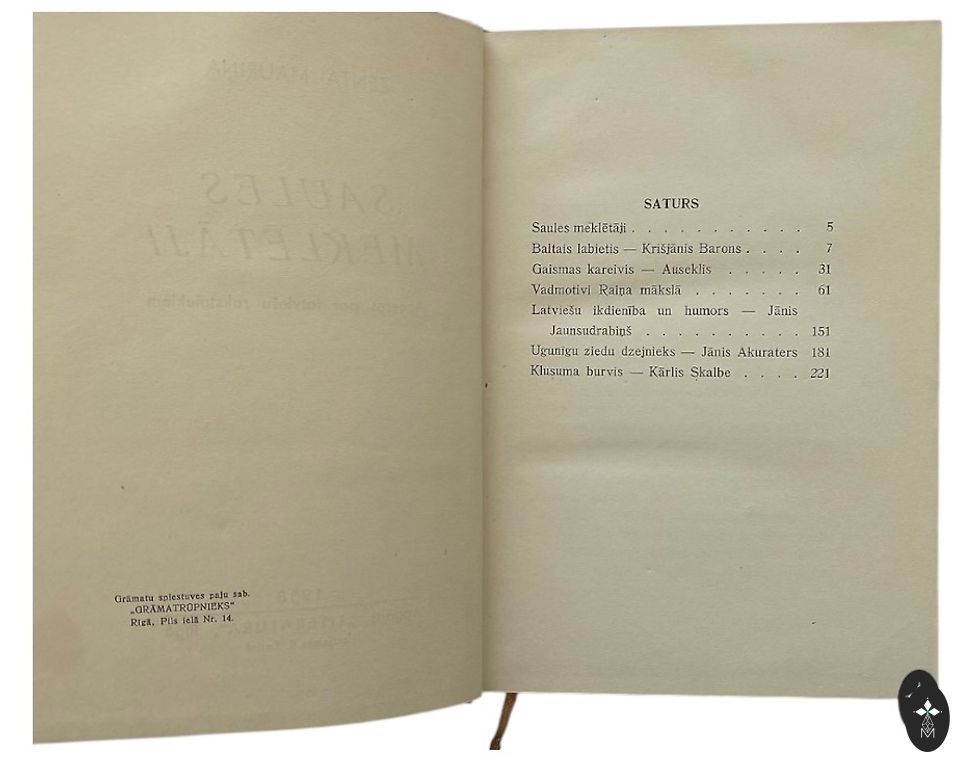 Grāmatu spiestuves paju sab.
„GRĀMATRŪPNIEKS“
Rīgā, Pils ielā Nr. 14.
SATURS
Saules meklētāji . . . . . . . . . . . 5
Baltais labietis — Krišjānis Barons . . . . 7
Gaismas kareivis — Auseklis . . . . . 31
Vadmotivi Raiņa mākslā . . . . . . . 61
Latviešu ikdienība un humors — Jānis
Jaunsudrabiņš . . . . . . . . . . 151
Ugunīgu ziedu dzejnieks — Jānis Akuraters 181
Klusuma burvis — Kārlis Skalbe . . . . 221